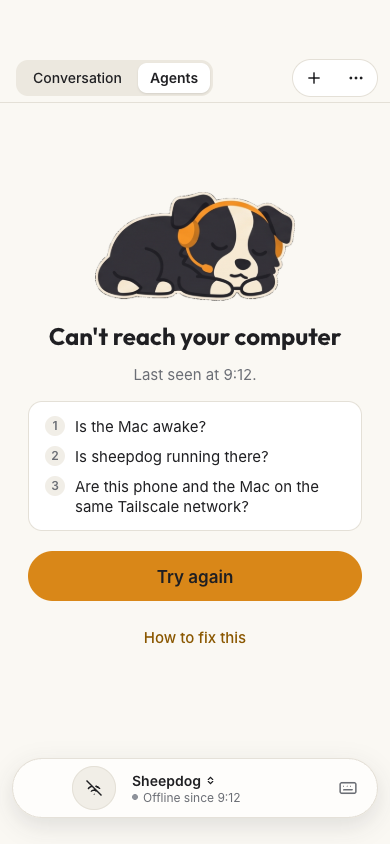 Conversation
Agents
Can't reach your computer
Last seen at 9:12.
1 Is the Mac awake?
2 Is sheepdog running there?
3 Are this phone and the Mac on the
same Tailscale network?
Try again
How to fix this
Sheepdog
Offline since 9:12